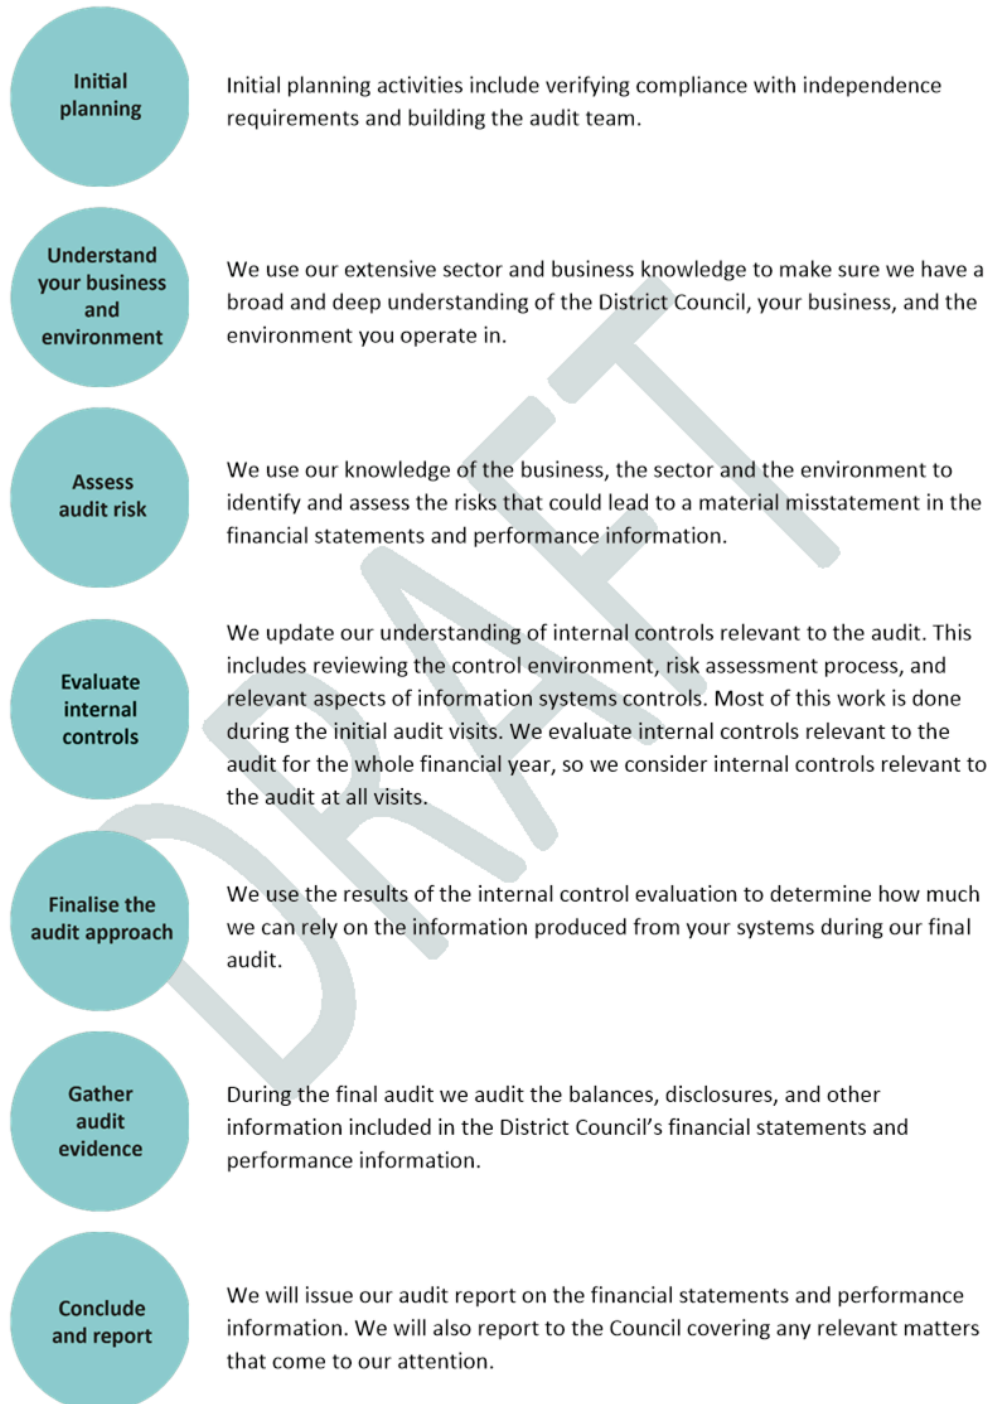 Initial
planning
Initial planning activities include verifying compliance with independence
requirements and building the audit team.
Understand
your business
and
environment
We use our extensive sector and business knowledge to make sure we have a
broad and deep understanding of the District Council, your business, and the
environment you operate in.
Assess
audit risk
We use our knowledge of the business, the sector and the environment to
identify and assess the risks that could lead to a material misstatement in the
financial statements and performance information.
Evaluate
internal
controls
We update our understanding of internal controls relevant to the audit. This
includes reviewing the control environment, risk assessment process, and
relevant aspects of information systems controls. Most of this work is done
during the initial audit visits. We evaluate internal controls relevant to the
audit for the whole financial year, so we consider internal controls relevant to
the audit at all visits.
Finalise the
audit approach
We use the results of the internal control evaluation to determine how much
we can rely on the information produced from your systems during our final
audit.
Gather
audit
evidence
During the final audit we audit the balances, disclosures, and other
information included in the District Council’s financial statements and
performance information.
Conclude
and report
We will issue our audit report on the financial statements and performance
information. We will also report to the Council covering any relevant matters
that come to our attention.
DRAFT